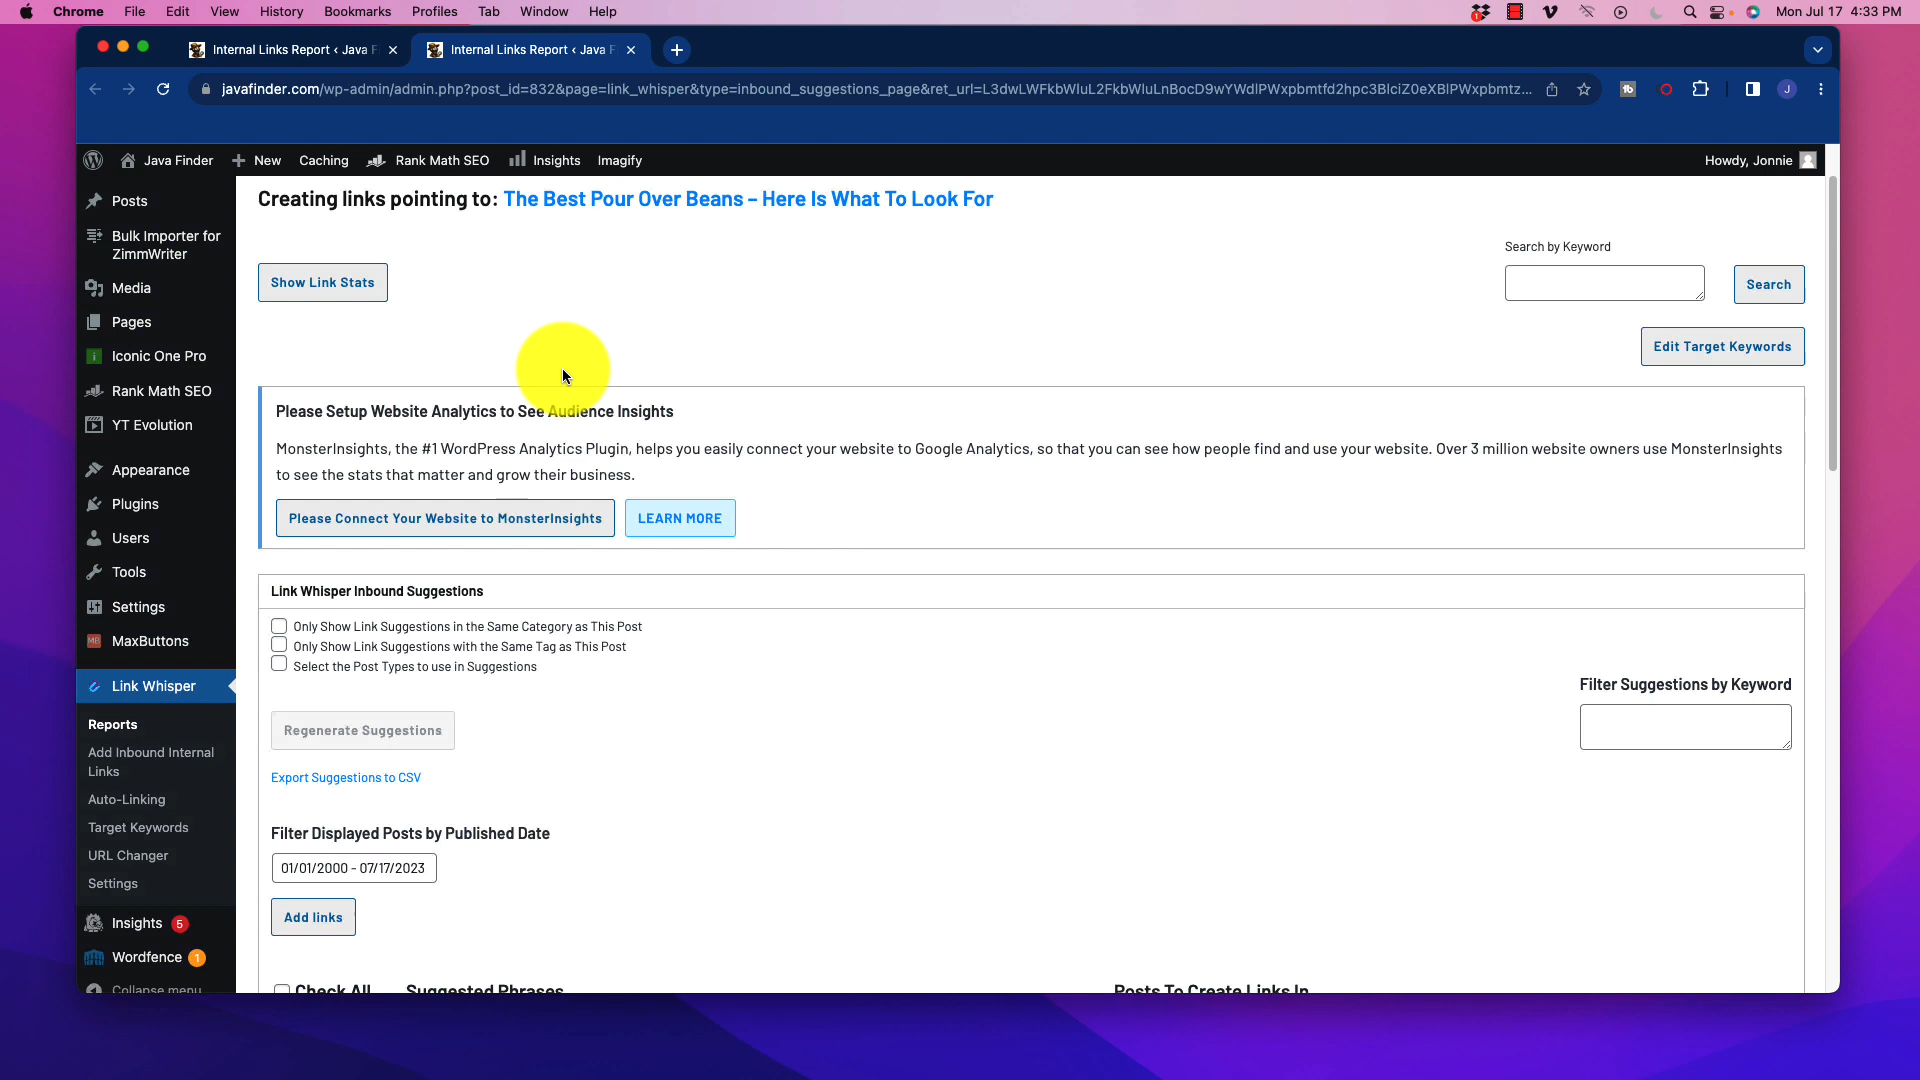 Chrome File Edit View History Bookmarks Profiles Tab Window Help
1
Mon Jul 17 4:33 PM
Internal Links Report ‹ Java F
Internal Links Report ‹ Java F
javafinder.com/wp-admin/admin.php?post_id=832&page=link_whisper&type=inbound_suggestions_page&ret_url=L3dwLWFkbWluL2FkbWluLnBocD9wYWdlPWxpbmtfd2hpc3BlciZ0eXBlPWxpbmtz...
tb
J
Java Finder New Caching Rank Math SEO Insights Imagify
Howdy, Jonnie
Posts
Bulk Importer for
ZimmWriter
Media
Pages
Iconic One Pro
Rank Math SEO
YT Evolution
Appearance
Plugins
Users
Tools
Settings
MaxButtons
Link Whisper
Reports
Add Inbound Internal
Links
Auto-Linking
Target Keywords
URL Changer
Settings
Insights 5
Wordfence 1
Collapse menu
Creating links pointing to: The Best Pour Over Beans – Here Is What To Look For
Search by Keyword
Show Link Stats
Search
Edit Target Keywords
Please Setup Website Analytics to See Audience Insights
MonsterInsights, the #1 WordPress Analytics Plugin, helps you easily connect your website to Google Analytics, so that you can see how people find and use your website. Over 3 million website owners use MonsterInsights
to see the stats that matter and grow their business.
Please Connect Your Website to MonsterInsights
LEARN MORE
Link Whisper Inbound Suggestions
Only Show Link Suggestions in the Same Category as This Post
Only Show Link Suggestions with the Same Tag as This Post
Select the Post Types to use in Suggestions
Filter Suggestions by Keyword
Regenerate Suggestions
Export Suggestions to CSV
Filter Displayed Posts by Published Date
01/01/2000 - 07/17/2023
Add links
Check All Suggested Phrases Posts To Create Links In